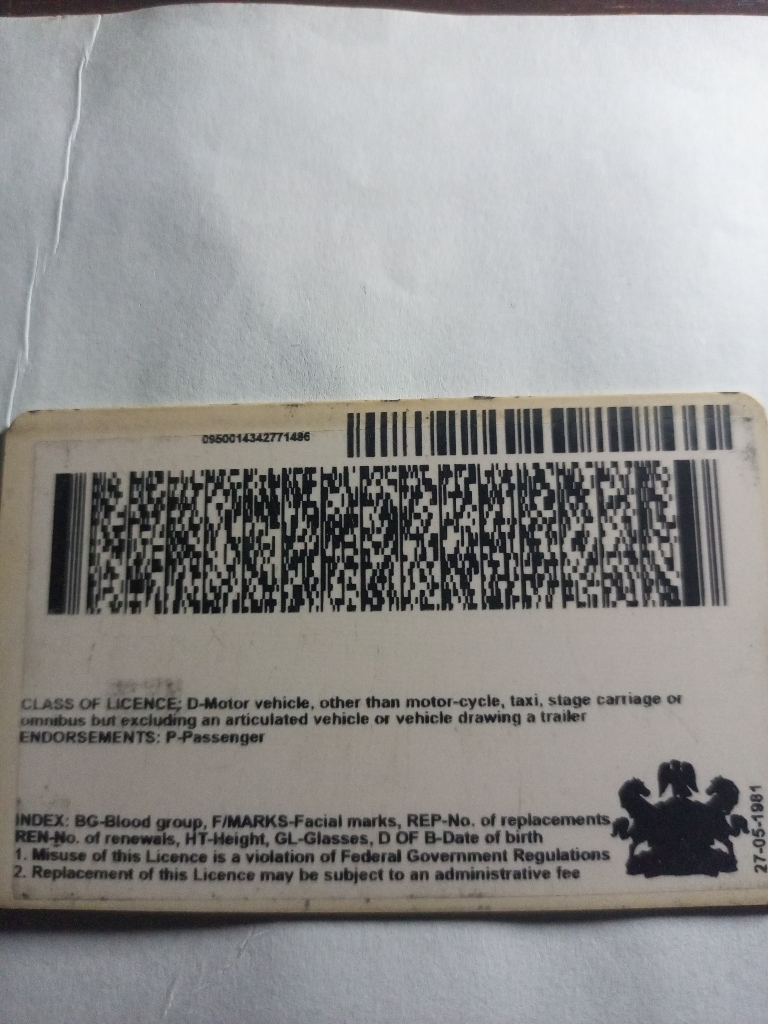 0950014342771486
CLASS OF LICENCE; D-Motor vehicle, other than motor-cycle, taxi, stage carriage or
omnibus but excluding an articulated vehicle or vehicle drawing a trailer
ENDORSEMENTS: P-Passenger
INDEX: BG-Blood group, F/MARKS-Facial marks, REP-No. of replacements
REN-No. of renewals, HT-Height, GL-Glasses, D OF B-Date of birth
1. Misuse of this Licence is a violation of Federal Government Regulations
2. Replacement of this Licence may be subject to an administrative fee
27-05-1981